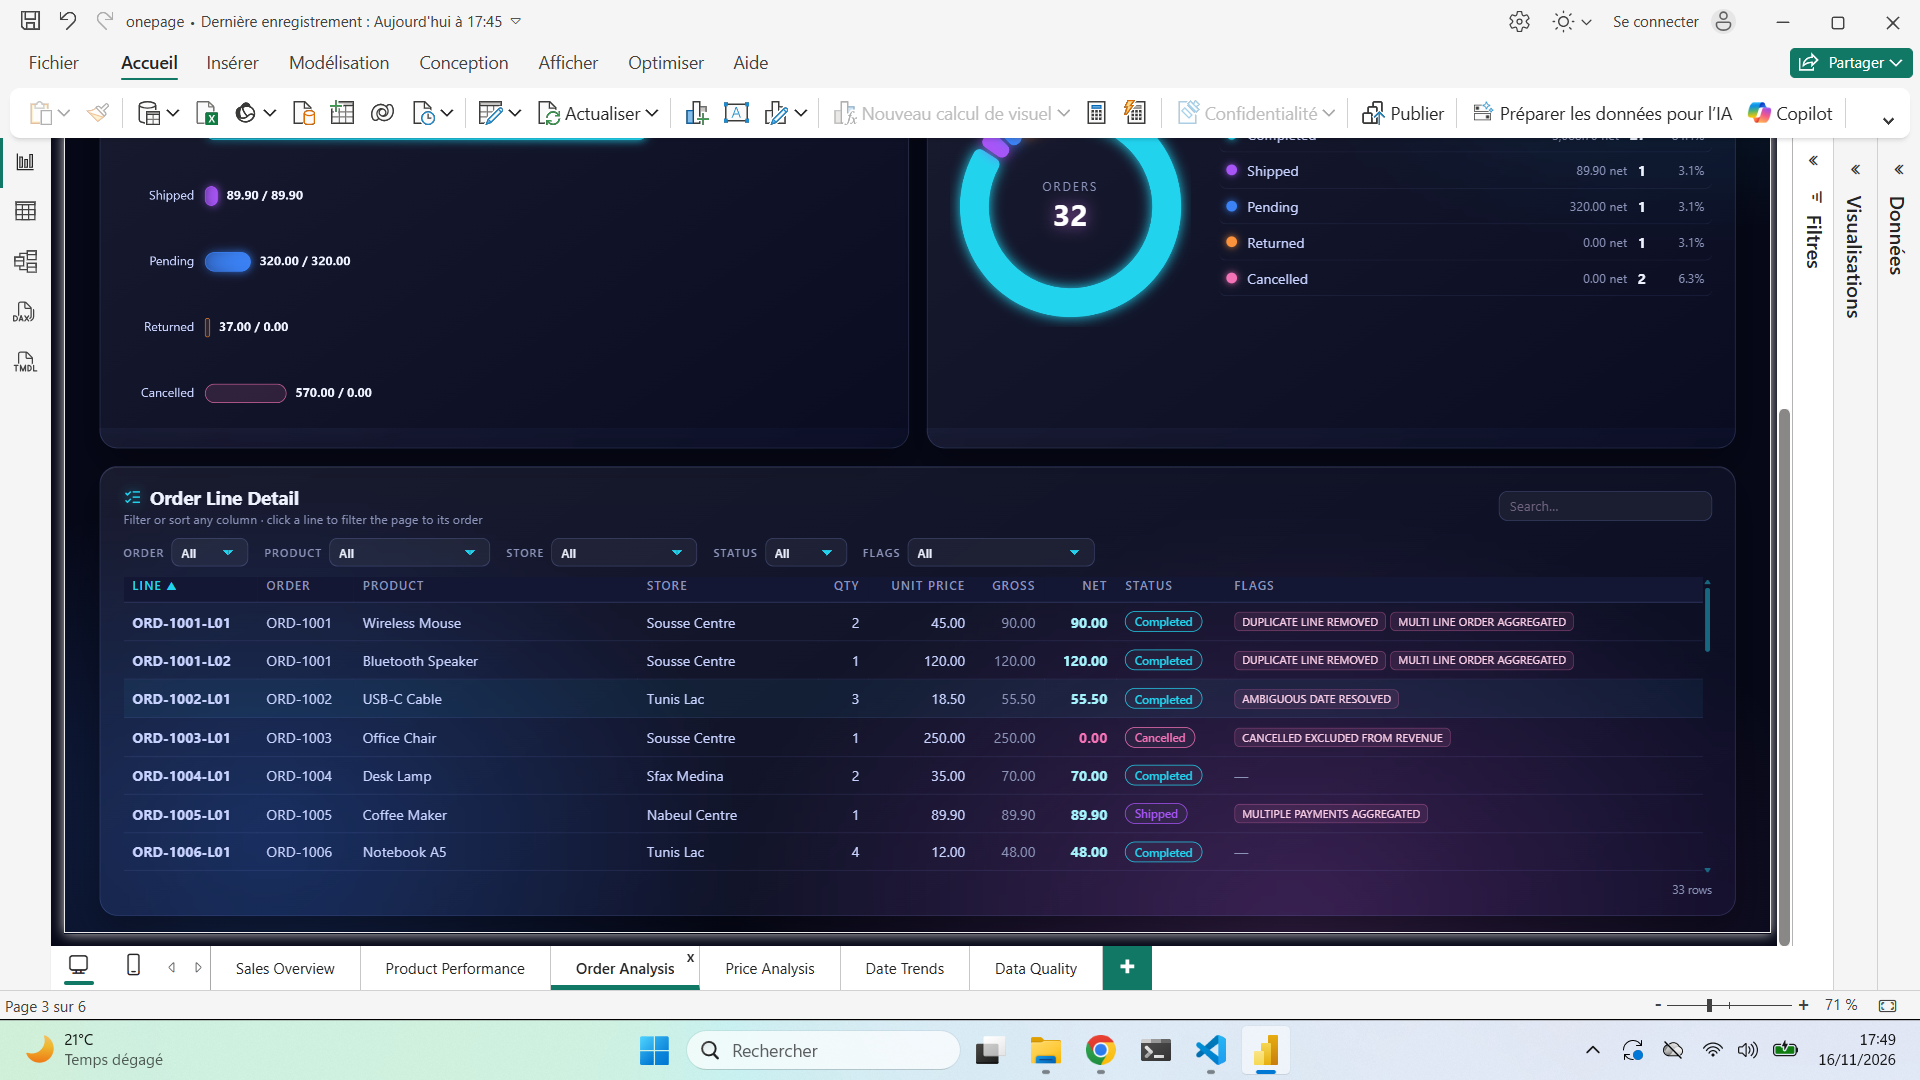 onepage • Dernière enregistrement : Aujourd'hui à 17:45
Se connecter
Fichier
Accueil
Insérer
Modélisation
Conception
Afficher
Optimiser
Aide
Partager
Actualiser
Nouveau calcul de visuel
Confidentialité
Publier
Préparer les données pour l'IA
Copilot
DAX
TMDL
Shipped 89.90 / 89.90
Pending 320.00 / 320.00
Returned 37.00 / 0.00
Cancelled 570.00 / 0.00
ORDERS
32
Completed
Shipped 89.90 net 1 3.1%
Pending 320.00 net 1 3.1%
Returned 0.00 net 1 3.1%
Cancelled 0.00 net 2 6.3%
Filtres
Visualisations
Données
Order Line Detail
Filter or sort any column · click a line to filter the page to its order
Search...
ORDER All PRODUCT All STORE All STATUS All FLAGS All
LINE ▲ ORDER PRODUCT STORE QTY UNIT PRICE GROSS NET STATUS FLAGS
ORD-1001-L01 ORD-1001 Wireless Mouse Sousse Centre 2 45.00 90.00 90.00 Completed DUPLICATE LINE REMOVED MULTI LINE ORDER AGGREGATED
ORD-1001-L02 ORD-1001 Bluetooth Speaker Sousse Centre 1 120.00 120.00 120.00 Completed DUPLICATE LINE REMOVED MULTI LINE ORDER AGGREGATED
ORD-1002-L01 ORD-1002 USB-C Cable Tunis Lac 3 18.50 55.50 55.50 Completed AMBIGUOUS DATE RESOLVED
ORD-1003-L01 ORD-1003 Office Chair Sousse Centre 1 250.00 250.00 0.00 Cancelled CANCELLED EXCLUDED FROM REVENUE
ORD-1004-L01 ORD-1004 Desk Lamp Sfax Medina 2 35.00 70.00 70.00 Completed —
ORD-1005-L01 ORD-1005 Coffee Maker Nabeul Centre 1 89.90 89.90 89.90 Shipped MULTIPLE PAYMENTS AGGREGATED
ORD-1006-L01 ORD-1006 Notebook A5 Tunis Lac 4 12.00 48.00 48.00 Completed —
33 rows
Sales Overview
Product Performance
Order Analysis x
Price Analysis
Date Trends
Data Quality
Page 3 sur 6
- + 71 %
21°C
Temps dégagé
Rechercher
17:49
16/11/2026